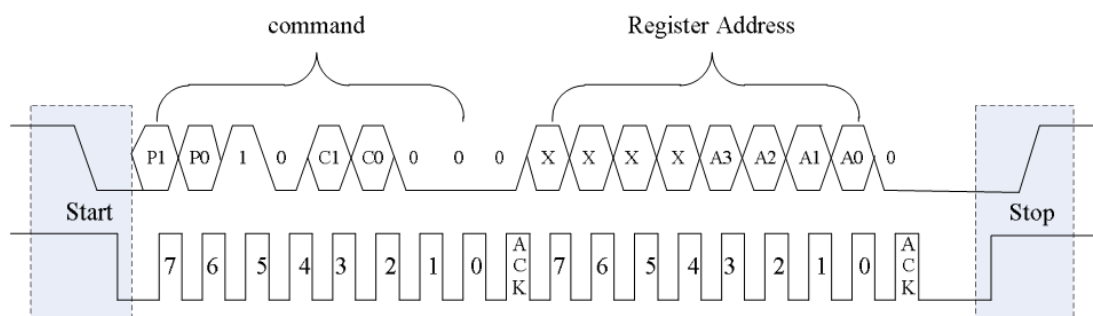 command Register Address
P1 P0 1 0 C1 C0 0 0 0 X X X X A3 A2 A1 A0 0
Start Stop
7 6 5 4 3 2 1 0 ACK 7 6 5 4 3 2 1 0 ACK